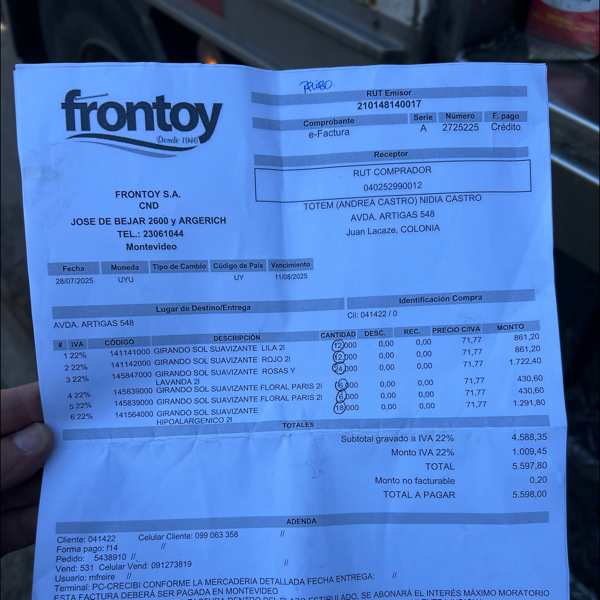 frontoy
Desde 1946
RUT Emisor
210148140017
Comprobante Serie Número F. pago
e-Factura A 2725225 Crédito
Receptor
RUT COMPRADOR
040252990012
TOTEM (ANDREA CASTRO) NIDIA CASTRO
AVDA. ARTIGAS 548
Juan Lacaze, COLONIA
FRONTOY S.A.
CND
JOSE DE BEJAR 2600 y ARGERICH
TEL.: 23061044
Montevideo
Fecha Moneda Tipo de Cambio Código de País Vencimiento
28/07/2025 UYU UY 11/08/2025
Lugar de Destino/Entrega Identificación Compra
AVDA. ARTIGAS 548 Cli: 041422 / 0
# IVA CÓDIGO DESCRIPCIÓN CANTIDAD DESC. REC. PRECIO C/IVA MONTO
1 22% 141141000 GIRANDO SOL SUAVIZANTE LILA 2l 12,000 0,00 0,00 71,77 861,20
2 22% 141142000 GIRANDO SOL SUAVIZANTE ROJO 2l 12,000 0,00 0,00 71,77 861,20
3 22% 145847000 GIRANDO SOL SUAVIZANTE ROSAS Y 24,000 0,00 0,00 71,77 1.722,40
LAVANDA 2l
4 22% 145839000 GIRANDO SOL SUAVIZANTE FLORAL PARIS 2l 6,000 0,00 0,00 71,77 430,60
5 22% 145839000 GIRANDO SOL SUAVIZANTE FLORAL PARIS 2l 6,000 0,00 0,00 71,77 430,60
6 22% 141564000 GIRANDO SOL SUAVIZANTE 18,000 0,00 0,00 71,77 1.291,80
HIPOALARGENICO 2l
TOTALES
Subtotal gravado a IVA 22% 4.588,35
Monto IVA 22% 1.009,45
TOTAL 5.597,80
Monto no facturable 0,20
TOTAL A PAGAR 5.598,00
ADENDA
Cliente: 041422 Celular Cliente: 099 063 358 //
Forma pago: f14 //
Pedido: 5438910 //
Vend: 531 Celular Vend: 091273819 //
Usuario: mfreire //
Terminal: PC-CRECIBI CONFORME LA MERCADERIA DETALLADA FECHA ENTREGA: //
ESTA FACTURA DEBERÁ SER PAGADA EN MONTEVIDEO